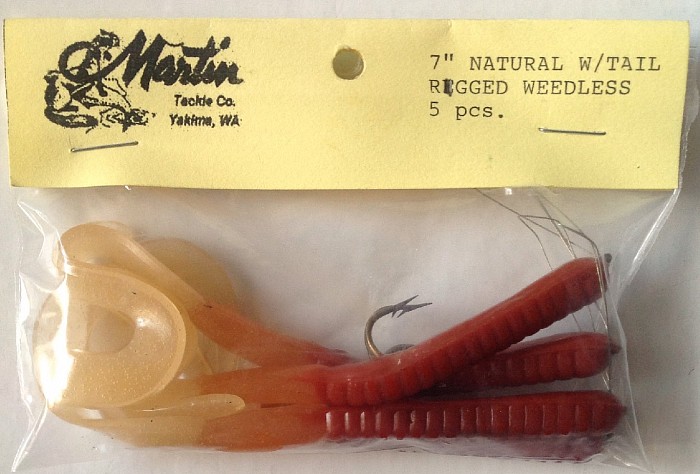 Martin
Tackle Co.
Yakima, WA
7" NATURAL W/TAIL
RIGGED WEEDLESS
5 pcs.